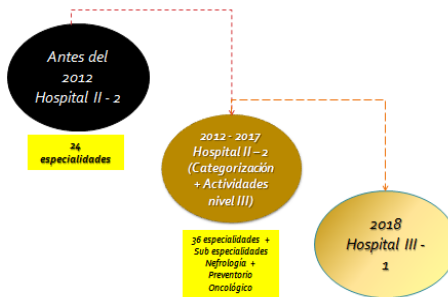 Antes del
2012
Hospital II - 2
24
especialidades
2012 - 2017
Hospital II – 2
(Categorización
+ Actividades
nivel III)
36 especialidades +
Sub especialidades
Nefrología +
Preventorio
Oncológico
2018
Hospital III -
1